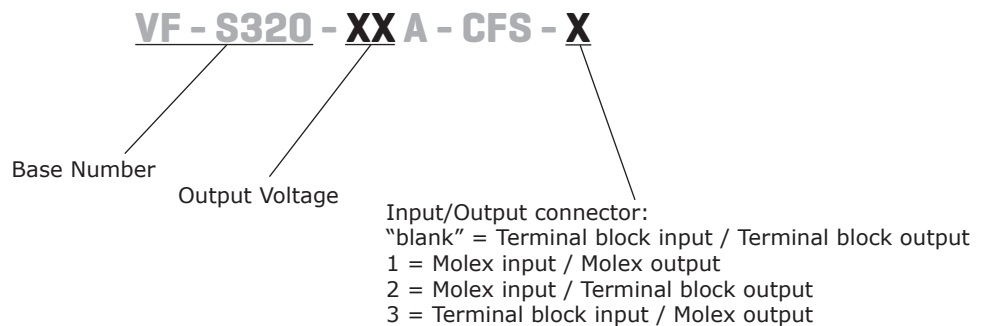 VF - S320 - XX A - CFS - X
Base Number
Output Voltage
Input/Output connector:
“blank” = Terminal block input / Terminal block output
1 = Molex input / Molex output
2 = Molex input / Terminal block output
3 = Terminal block input / Molex output